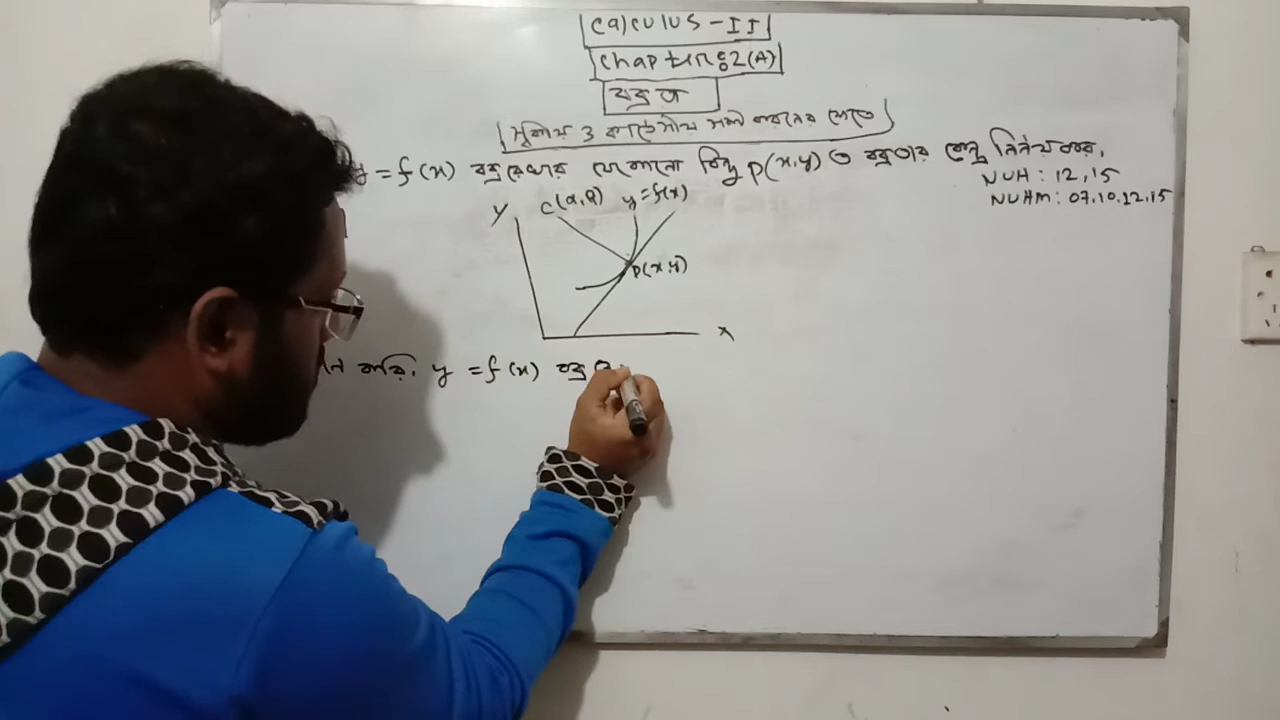 Calculus-II
Chapter:2(A)
বক্রতা
(মূলীয় ও কার্তেসীয় সমীকরণের ক্ষেত্রে)
y = f(x) বক্ররেখার যেকোনো বিন্দু P(x,y) তে বক্রতার কেন্দ্র নির্ণয় কর,
NUH: 12,15
NUHM: 07,10,12,15
Y C(α,β) y=f(x)
P(x,y)
X
করি, y = f(x) বক্র